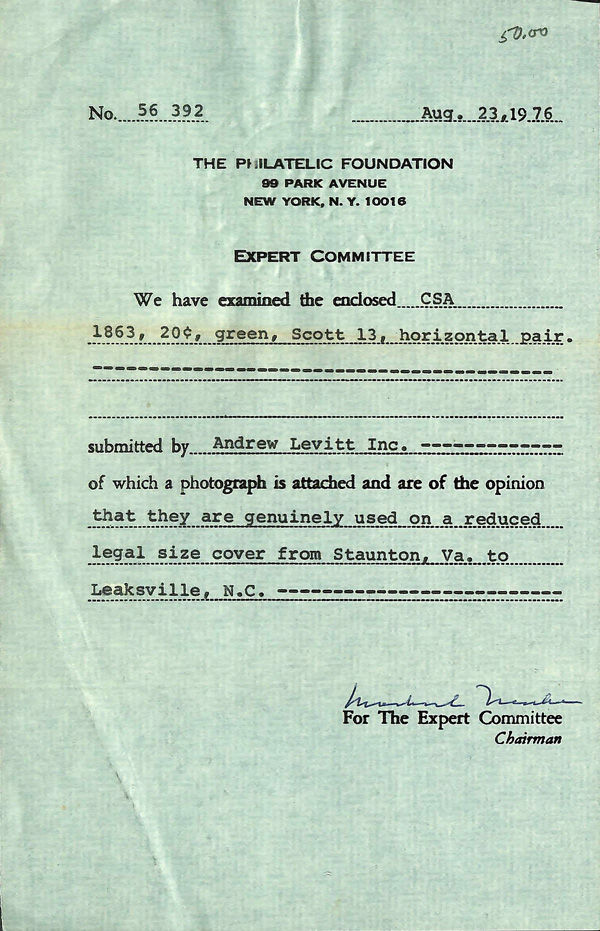 50.00
No. 56 392 Aug. 23, 1976
THE PHILATELIC FOUNDATION
99 PARK AVENUE
NEW YORK, N. Y. 10016
EXPERT COMMITTEE
We have examined the enclosed CSA
1863, 20¢, green, Scott 13, horizontal pair.
submitted by Andrew Levitt Inc.
of which a photograph is attached and are of the opinion
that they are genuinely used on a reduced
legal size cover from Staunton, Va. to
Leaksville, N.C.
For The Expert Committee
Chairman